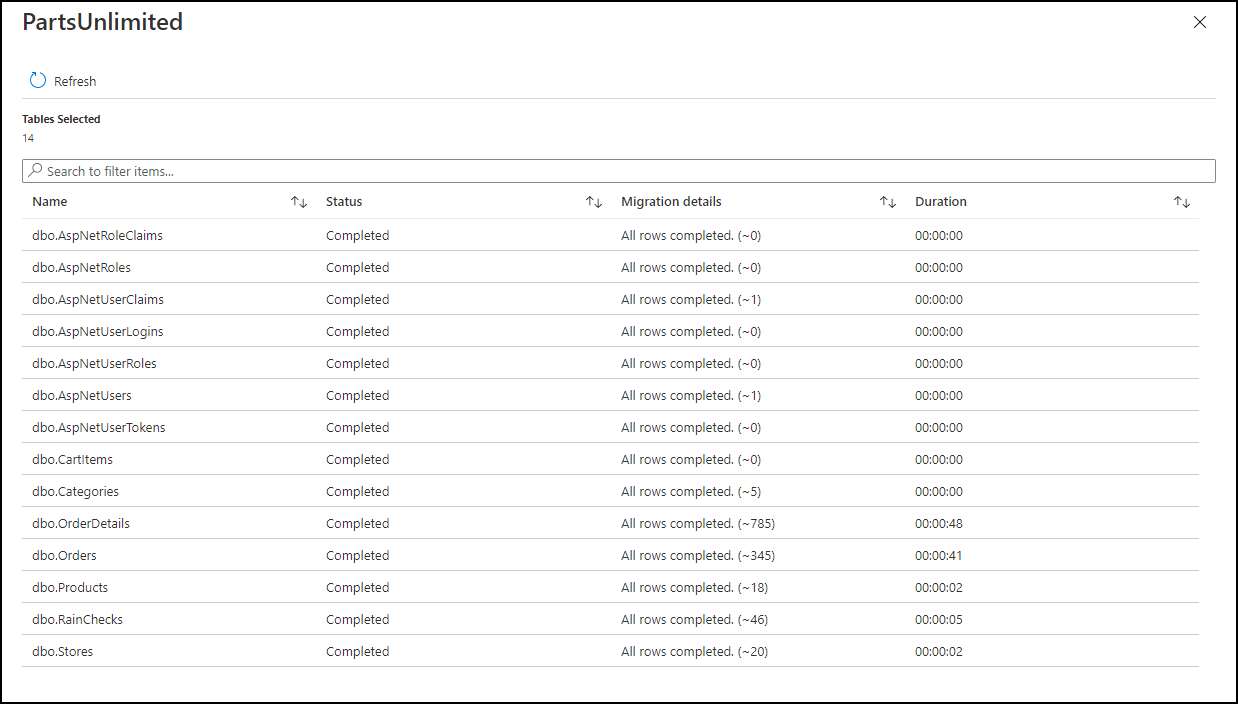 PartsUnlimited
Refresh
Tables Selected
14
Search to filter items...
Name Status Migration details Duration
dbo.AspNetRoleClaims Completed All rows completed. (~0) 00:00:00
dbo.AspNetRoles Completed All rows completed. (~0) 00:00:00
dbo.AspNetUserClaims Completed All rows completed. (~1) 00:00:00
dbo.AspNetUserLogins Completed All rows completed. (~0) 00:00:00
dbo.AspNetUserRoles Completed All rows completed. (~0) 00:00:00
dbo.AspNetUsers Completed All rows completed. (~1) 00:00:00
dbo.AspNetUserTokens Completed All rows completed. (~0) 00:00:00
dbo.CartItems Completed All rows completed. (~0) 00:00:00
dbo.Categories Completed All rows completed. (~5) 00:00:00
dbo.OrderDetails Completed All rows completed. (~785) 00:00:48
dbo.Orders Completed All rows completed. (~345) 00:00:41
dbo.Products Completed All rows completed. (~18) 00:00:02
dbo.RainChecks Completed All rows completed. (~46) 00:00:05
dbo.Stores Completed All rows completed. (~20) 00:00:02